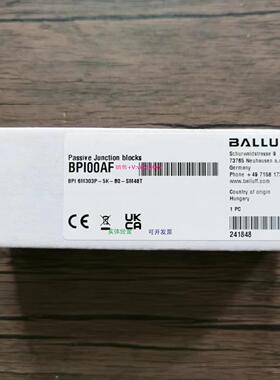 Passive Junction blocks
BPI00AF
BPI 6M303P-5K-B0-SM48T
CE UK CA
实体经营 可开发票
BALLUFF
Schurwaldstrasse 9
73765 Neuhausen a.
Germany
Phone + 49 7158 17
www.balluff.com
Country of origin
Hungary
1 PC
241848